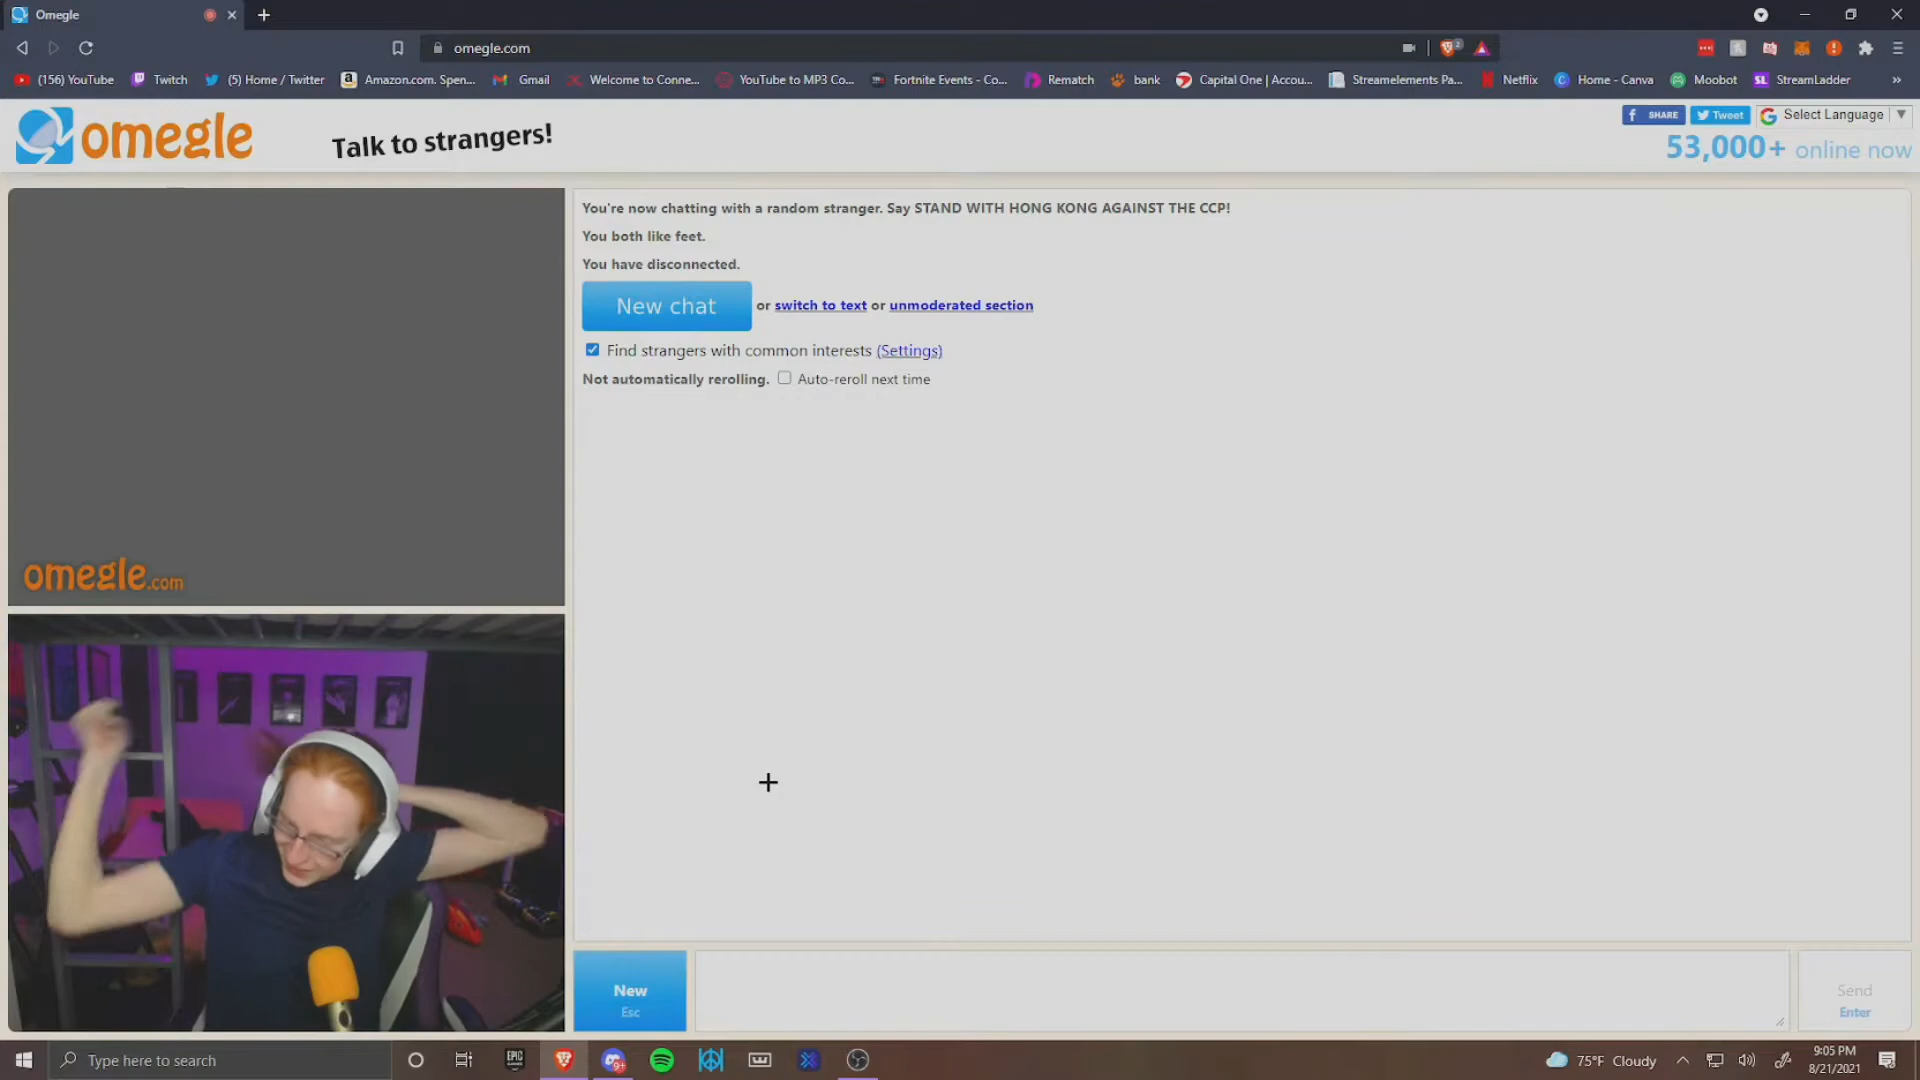 Omegle
omegle.com
2
(156) YouTube
Twitch
(5) Home / Twitter
Amazon.com. Spen...
Gmail
Welcome to Conne...
YouTube to MP3 Co...
Fortnite Events - Co...
Rematch
bank
Capital One | Accou...
Streamelements Pa...
Netflix
Home - Canva
Moobot
SL StreamLadder
»
omegle
Talk to strangers!
f SHARE
Tweet
Select Language ▼
53,000+ online now
You're now chatting with a random stranger. Say STAND WITH HONG KONG AGAINST THE CCP!
You both like feet.
You have disconnected.
New chat or switch to text or unmoderated section
Find strangers with common interests (Settings)
Not automatically rerolling. Auto-reroll next time
omegle.com
New
Esc
Send
Enter
Type here to search
EPIC
9+
75°F Cloudy
9:05 PM
8/21/2021